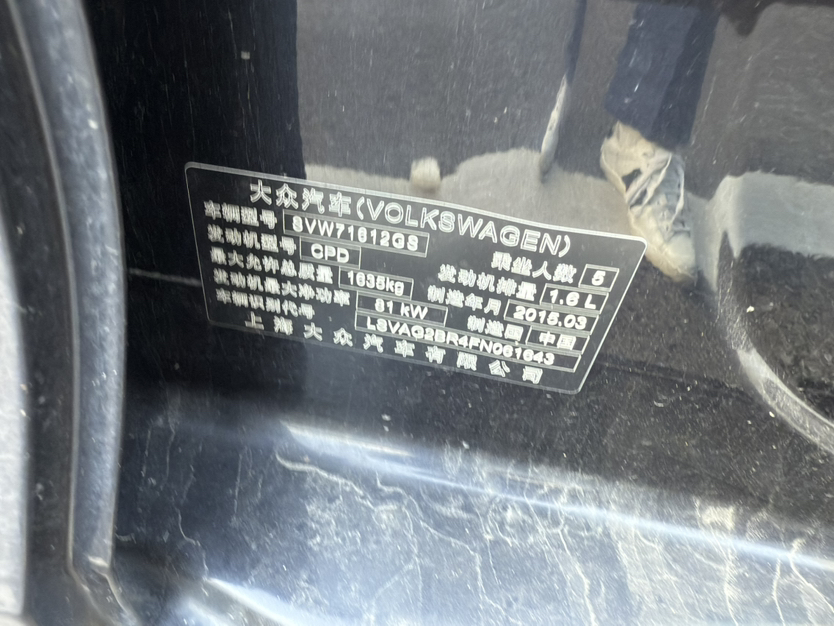 大众汽车(VOLKSWAGEN)
车辆型号 SVW71612GS 乘坐人数 5
发动机型号 CPD 发动机排量 1.6 L
最大允许总质量 1635kg 制造年月 2015.03
发动机最大净功率 81 kW 制造国 中国
车辆识别代号 LSVAG2BR4FN061643
上海大众汽车有限公司